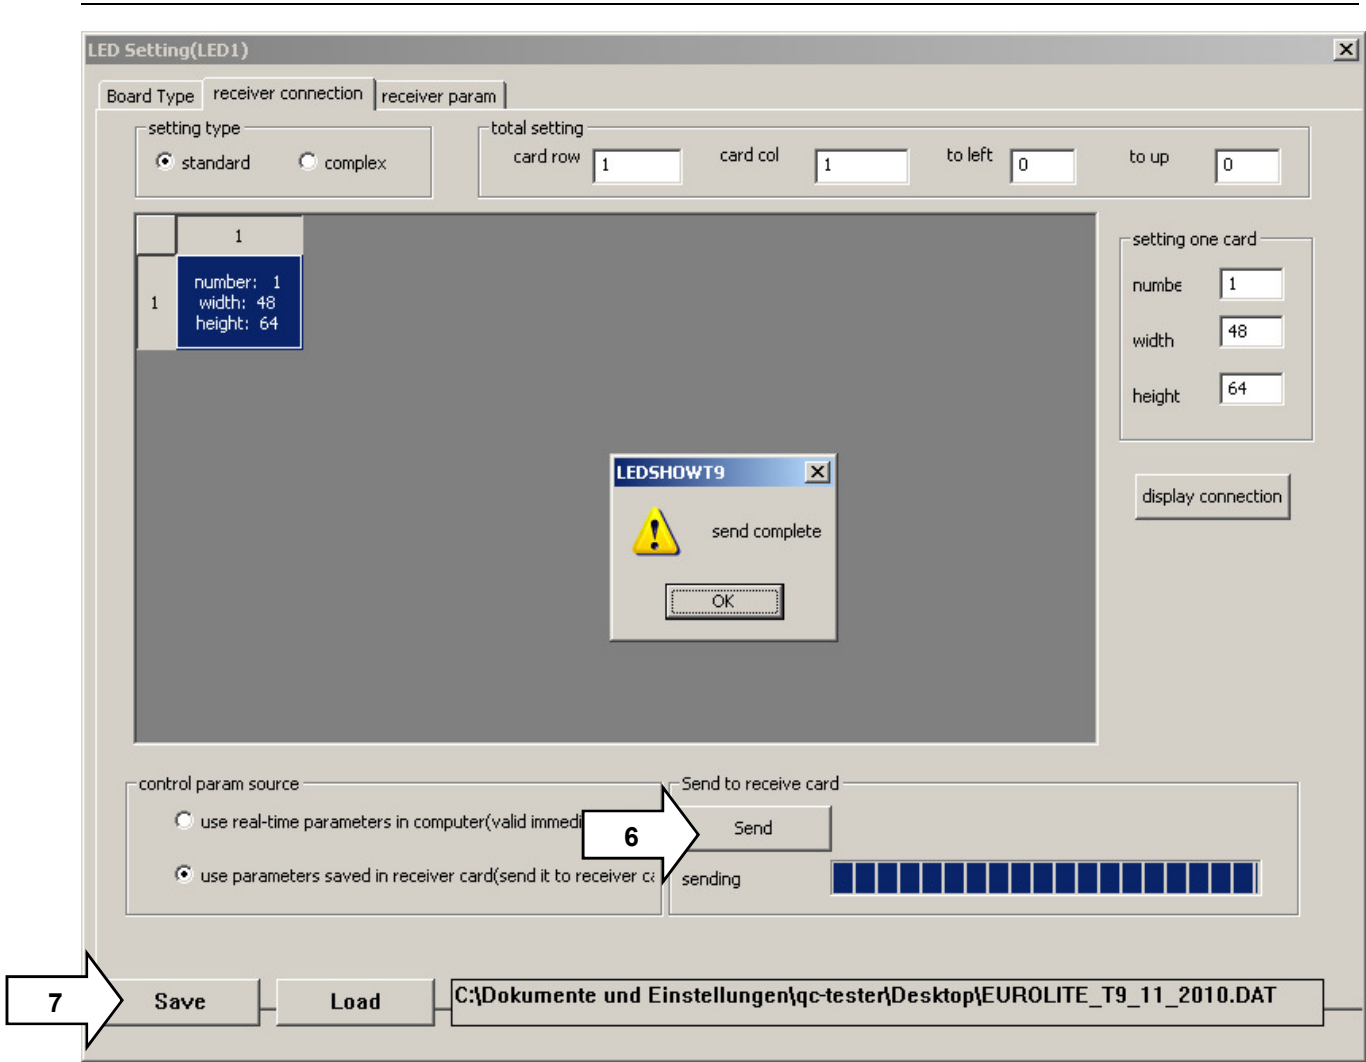 LED Setting(LED1)
Board Type receiver connection receiver param
setting type
standard complex
total setting
card row 1 card col 1 to left 0 to up 0
1
1
number: 1
width: 48
height: 64
setting one card
numbe 1
width 48
height 64
display connection
LEDSHOWT9
send complete
OK
control param source
use real-time parameters in computer(valid immedi
use parameters saved in receiver card(send it to receiver ca
Send to receive card
6
Send
sending
7
Save Load C:\Dokumente und Einstellungen\qc-tester\Desktop\EUROLITE_T9_11_2010.DAT